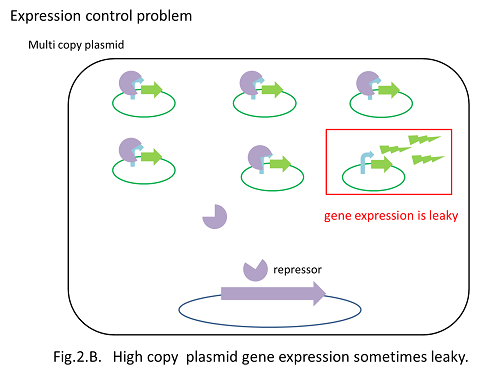 Expression control problem
Multi copy plasmid
gene expression is leaky
repressor
Fig.2.B. High copy plasmid gene expression sometimes leaky.